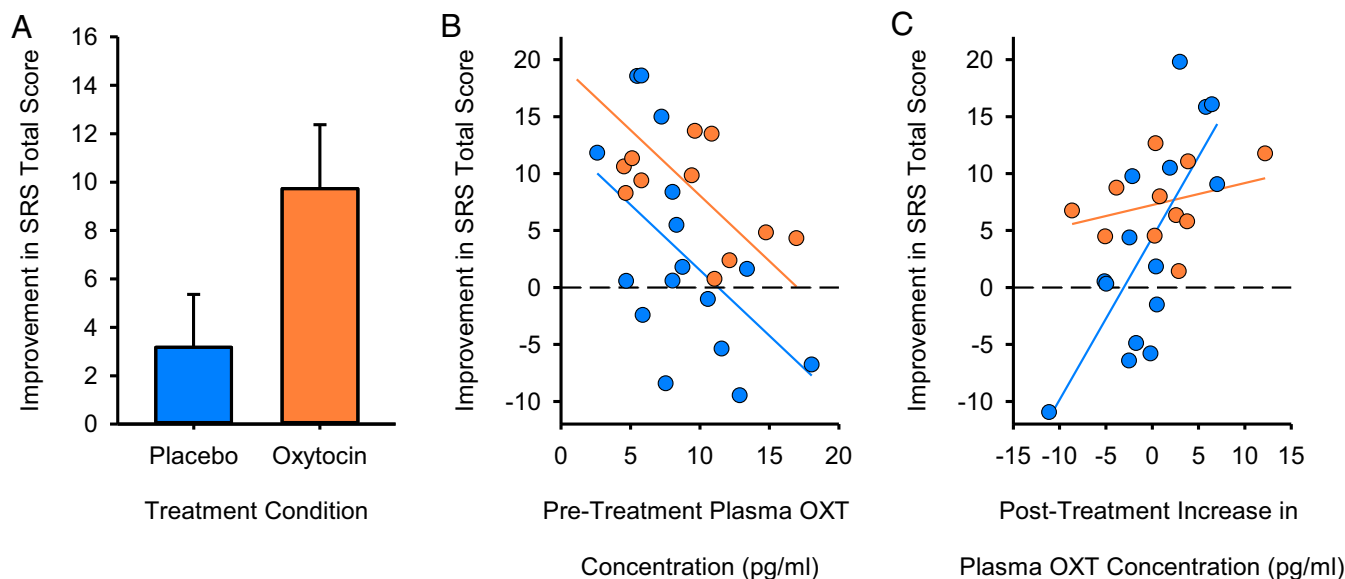 A
Improvement in SRS Total Score
16
14
12
10
8
6
4
2
0
Placebo Oxytocin
Treatment Condition
B
Improvement in SRS Total Score
20
15
10
5
0
-5
-10
0 5 10 15 20
Pre-Treatment Plasma OXT
Concentration (pg/ml)
C
Improvement in SRS Total Score
20
15
10
5
0
-5
-10
-15 -10 -5 0 5 10 15
Post-Treatment Increase in
Plasma OXT Concentration (pg/ml)